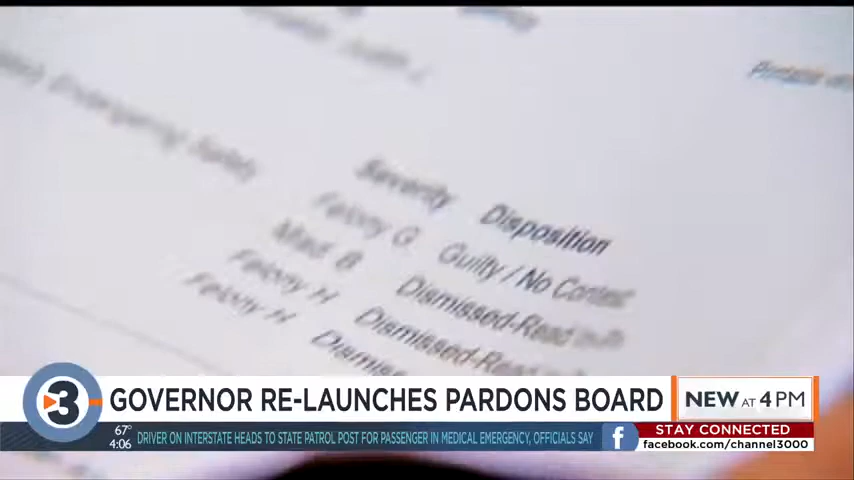 Emergency Safety
Severity Disposition
Felony G Guilty / No Contest
Misd. B Dismissed-Read
Felony H Dismissed-Read
Felony H
3 GOVERNOR RE-LAUNCHES PARDONS BOARD NEW AT 4 PM
67° DRIVER ON INTERSTATE HEADS TO STATE PATROL POST FOR PASSENGER IN MEDICAL EMERGENCY, OFFICIALS SAY f STAY CONNECTED
4:06 facebook.com/channel3000